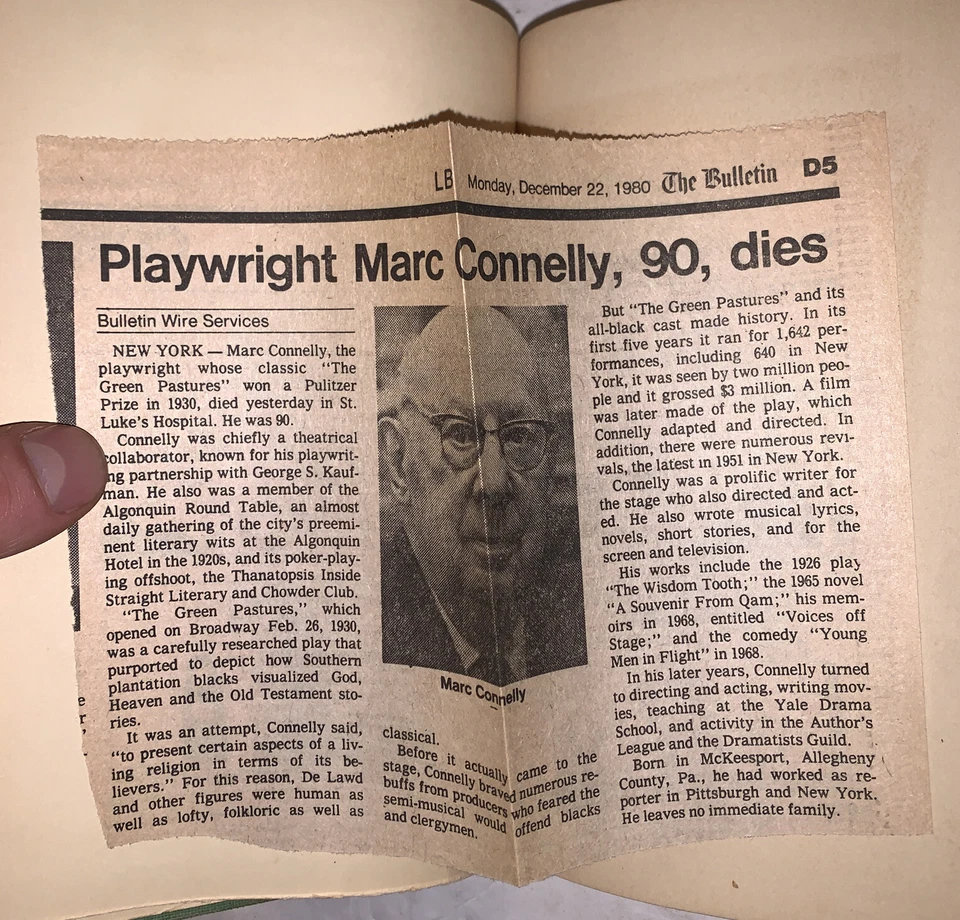 LB Monday, December 22, 1980 The Bulletin D5
Playwright Marc Connelly, 90, dies
Bulletin Wire Services
NEW YORK — Marc Connelly, the
playwright whose classic “The
Green Pastures” won a Pulitzer
Prize in 1930, died yesterday in St.
Luke's Hospital. He was 90.
Connelly was chiefly a theatrical
collaborator, known for his playwrit-
ng partnership with George S. Kauf-
man. He also was a member of the
Algonquin Round Table, an almost
daily gathering of the city's preemi-
nent literary wits at the Algonquin
Hotel in the 1920s, and its poker-play-
ing offshoot, the Thanatopsis Inside
Straight Literary and Chowder Club.
“The Green Pastures,” which
opened on Broadway Feb. 26, 1930,
was a carefully researched play that
purported to depict how Southern
plantation blacks visualized God,
Heaven and the Old Testament sto-
ries.
It was an attempt, Connelly said,
“to present certain aspects of a liv-
ing religion in terms of its be-
lievers.” For this reason, De Lawd
and other figures were human as
well as lofty, folkloric as well as
Marc Connelly
classical.
Before it actually came to the
stage, Connelly braved numerous re-
buffs from producers who feared the
semi-musical would offend blacks
and clergymen.
But “The Green Pastures” and its
all-black cast made history. In its
first five years it ran for 1,642 per-
formances, including 640 in New
York, it was seen by two million peo-
ple and it grossed $3 million. A film
was later made of the play, which
Connelly adapted and directed. In
addition, there were numerous revi-
vals, the latest in 1951 in New York.
Connelly was a prolific writer for
the stage who also directed and act-
ed. He also wrote musical lyrics,
novels, short stories, and for the
screen and television.
His works include the 1926 play
“The Wisdom Tooth;” the 1965 novel
“A Souvenir From Qam;” his mem-
oirs in 1968, entitled “Voices off
Stage;” and the comedy “Young
Men in Flight” in 1968.
In his later years, Connelly turned
to directing and acting, writing mov-
ies, teaching at the Yale Drama
School, and activity in the Author's
League and the Dramatists Guild.
Born in McKeesport, Allegheny
County, Pa., he had worked as re-
porter in Pittsburgh and New York.
He leaves no immediate family.